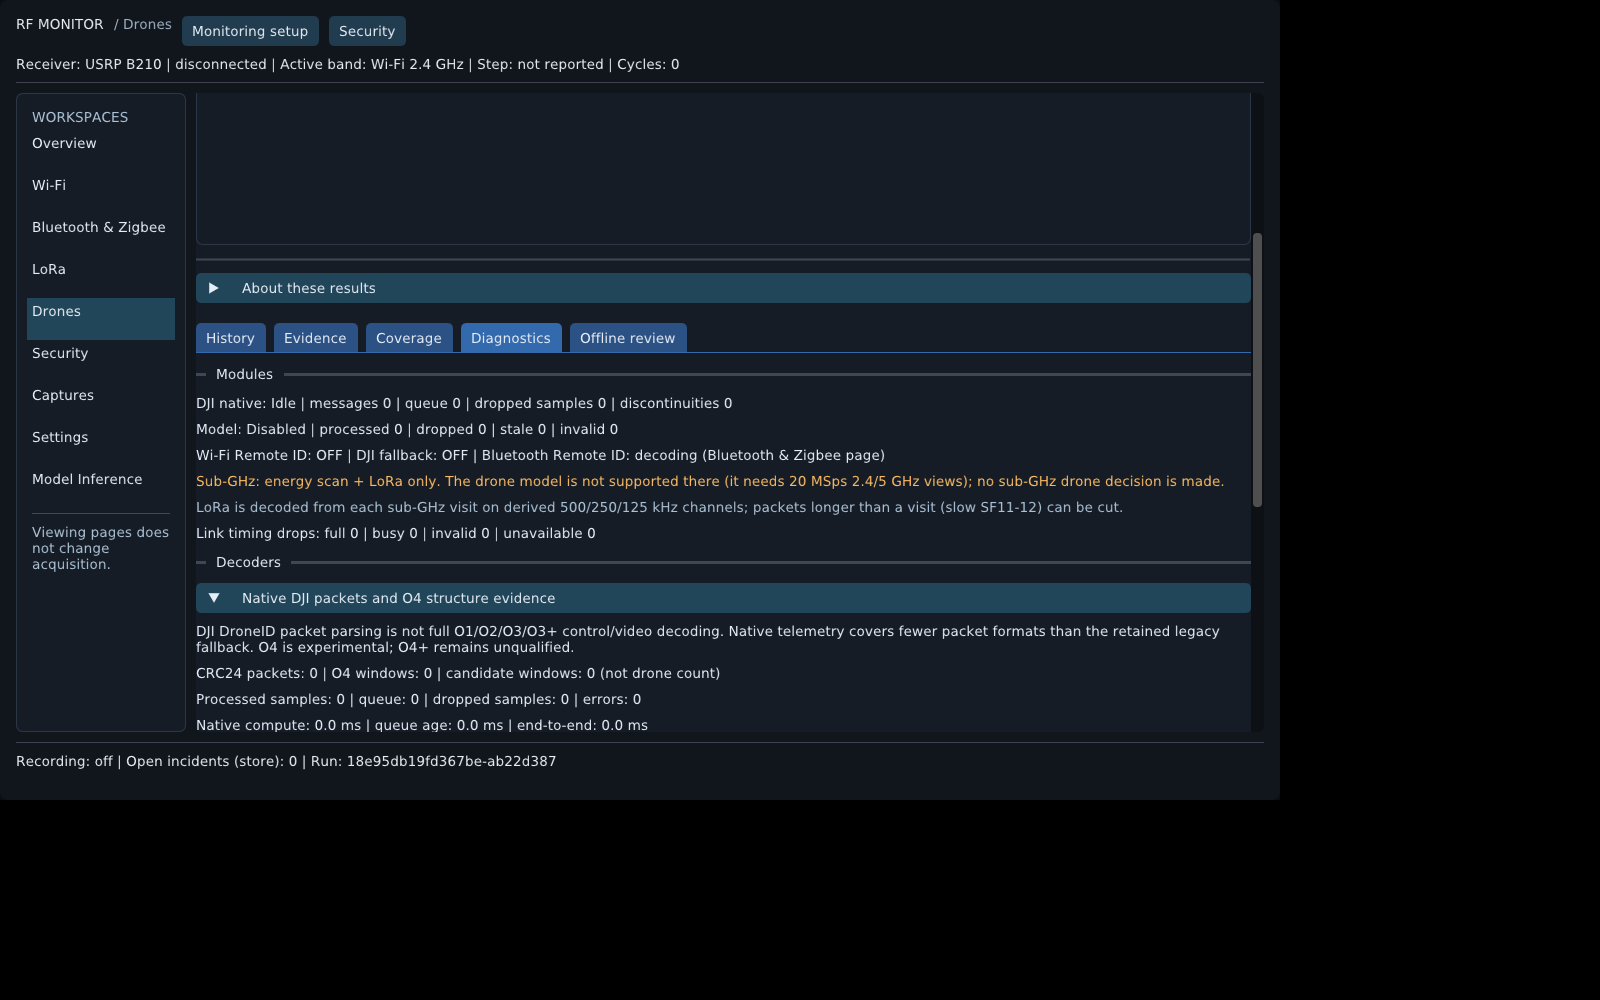 RF MONITOR / Drones Monitoring setup Security
Receiver: USRP B210 | disconnected | Active band: Wi-Fi 2.4 GHz | Step: not reported | Cycles: 0
WORKSPACES
Overview
Wi-Fi
Bluetooth & Zigbee
LoRa
Drones
Security
Captures
Settings
Model Inference
Viewing pages does
not change
acquisition.
About these results
History Evidence Coverage Diagnostics Offline review
Modules
DJI native: Idle | messages 0 | queue 0 | dropped samples 0 | discontinuities 0
Model: Disabled | processed 0 | dropped 0 | stale 0 | invalid 0
Wi-Fi Remote ID: OFF | DJI fallback: OFF | Bluetooth Remote ID: decoding (Bluetooth & Zigbee page)
Sub-GHz: energy scan + LoRa only. The drone model is not supported there (it needs 20 MSps 2.4/5 GHz views); no sub-GHz drone decision is made.
LoRa is decoded from each sub-GHz visit on derived 500/250/125 kHz channels; packets longer than a visit (slow SF11-12) can be cut.
Link timing drops: full 0 | busy 0 | invalid 0 | unavailable 0
Decoders
Native DJI packets and O4 structure evidence
DJI DroneID packet parsing is not full O1/O2/O3/O3+ control/video decoding. Native telemetry covers fewer packet formats than the retained legacy
fallback. O4 is experimental; O4+ remains unqualified.
CRC24 packets: 0 | O4 windows: 0 | candidate windows: 0 (not drone count)
Processed samples: 0 | queue: 0 | dropped samples: 0 | errors: 0
Native compute: 0.0 ms | queue age: 0.0 ms | end-to-end: 0.0 ms
Recording: off | Open incidents (store): 0 | Run: 18e95db19fd367be-ab22d387